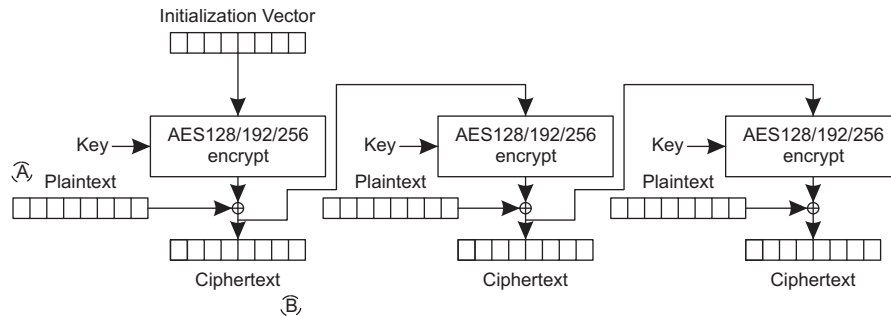 Initialization Vector
AES128/192/256
encrypt
Key
AES128/192/256
encrypt
Key
AES128/192/256
encrypt
Key
A
Plaintext
Plaintext
Plaintext
Ciphertext
Ciphertext
Ciphertext
B